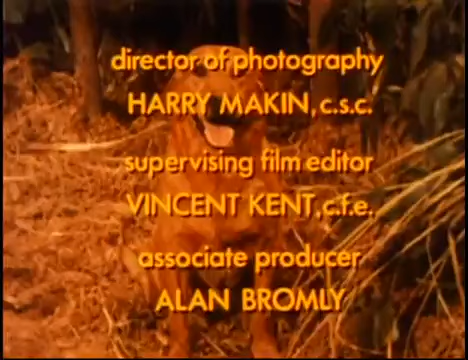 director of photography
HARRY MAKIN, c.s.c.
supervising film editor
VINCENT KENT, c.f.e.
associate producer
ALAN BROMLY